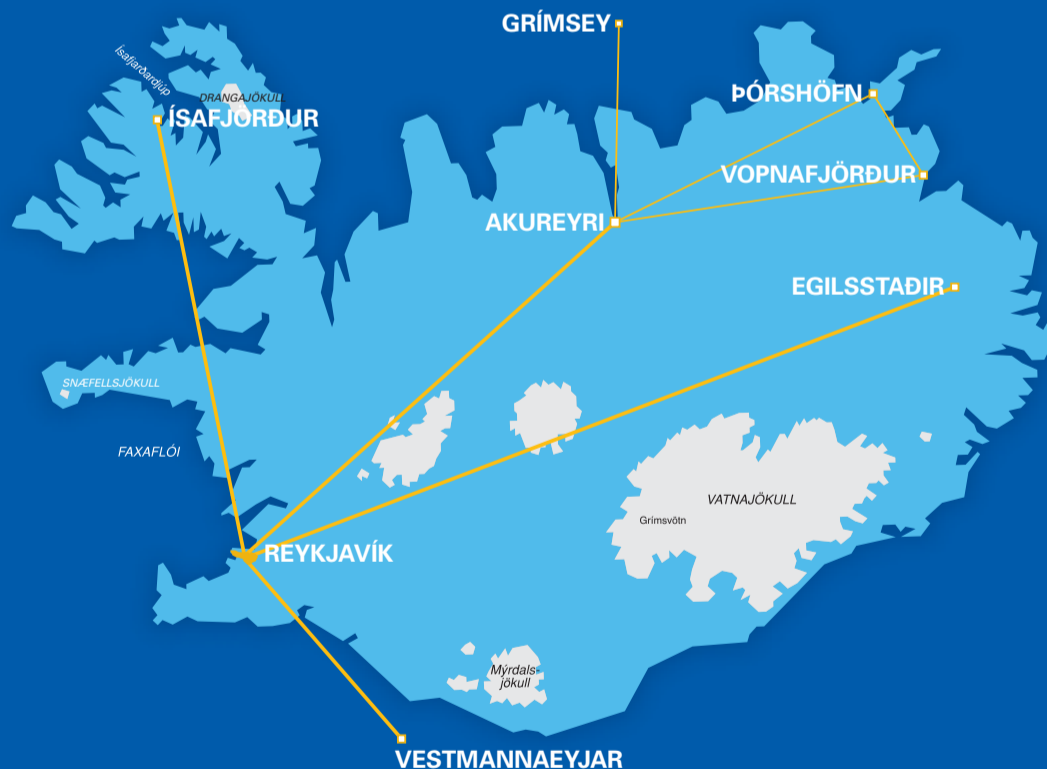 GRÍMSEY
Ísafjarðardjúp
DRANGAJÖKULL
ÍSAFJÖRÐUR
ÞÓRSHÖFN
VOPNAFJÖRÐUR
AKUREYRI
EGILSSTAÐIR
SNÆFELLSJÖKULL
FAXAFLÓI
VATNAJÖKULL
Grímsvötn
REYKJAVÍK
Mýrdals-
jökull
VESTMANNAEYJAR